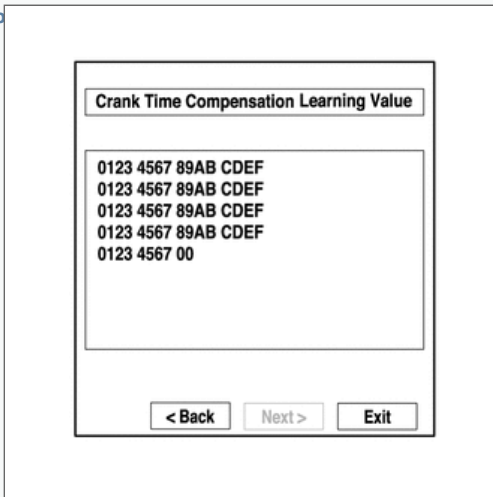 Crank Time Compensation Learning Value
0123 4567 89AB CDEF
0123 4567 89AB CDEF
0123 4567 89AB CDEF
0123 4567 89AB CDEF
0123 4567 00
< Back
Next >
Exit